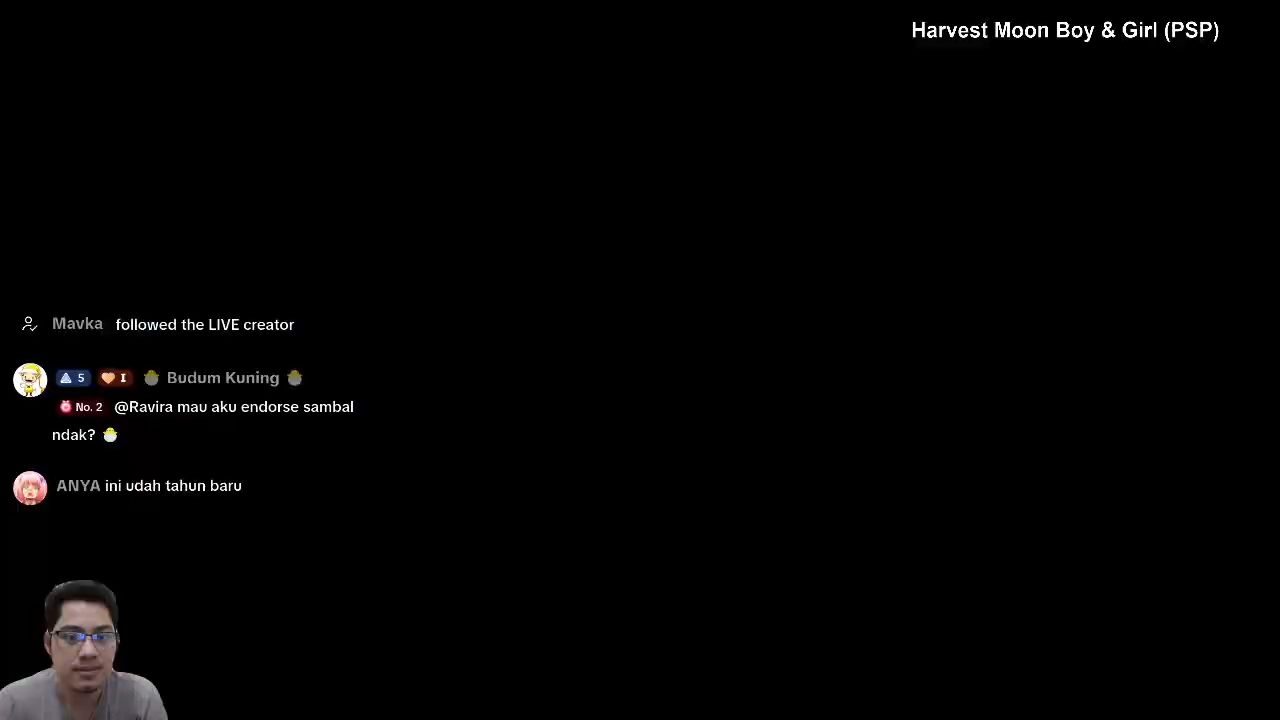 Harvest Moon Boy & Girl (PSP)
Mavka followed the LIVE creator
5 I Budum Kuning
No. 2 @Ravira mau aku endorse sambal
ndak?
ANYA ini udah tahun baru